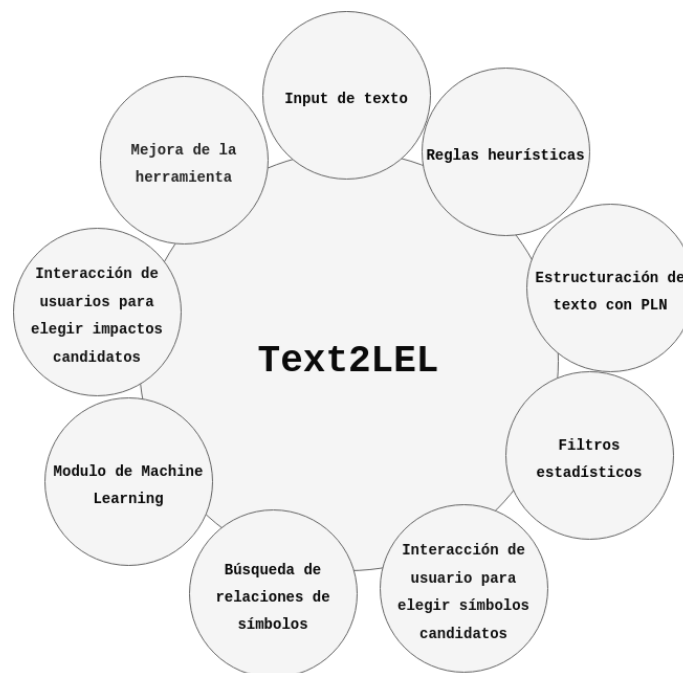 Input de texto
Reglas heurísticas
Estructuración de
texto con PLN
Filtros
estadísticos
Interacción de
usuario para
elegir símbolos
candidatos
Búsqueda de
relaciones de
símbolos
Modulo de Machine
Learning
Interacción de
usuarios para
elegir impactos
candidatos
Mejora de la
herramienta
Text2LEL